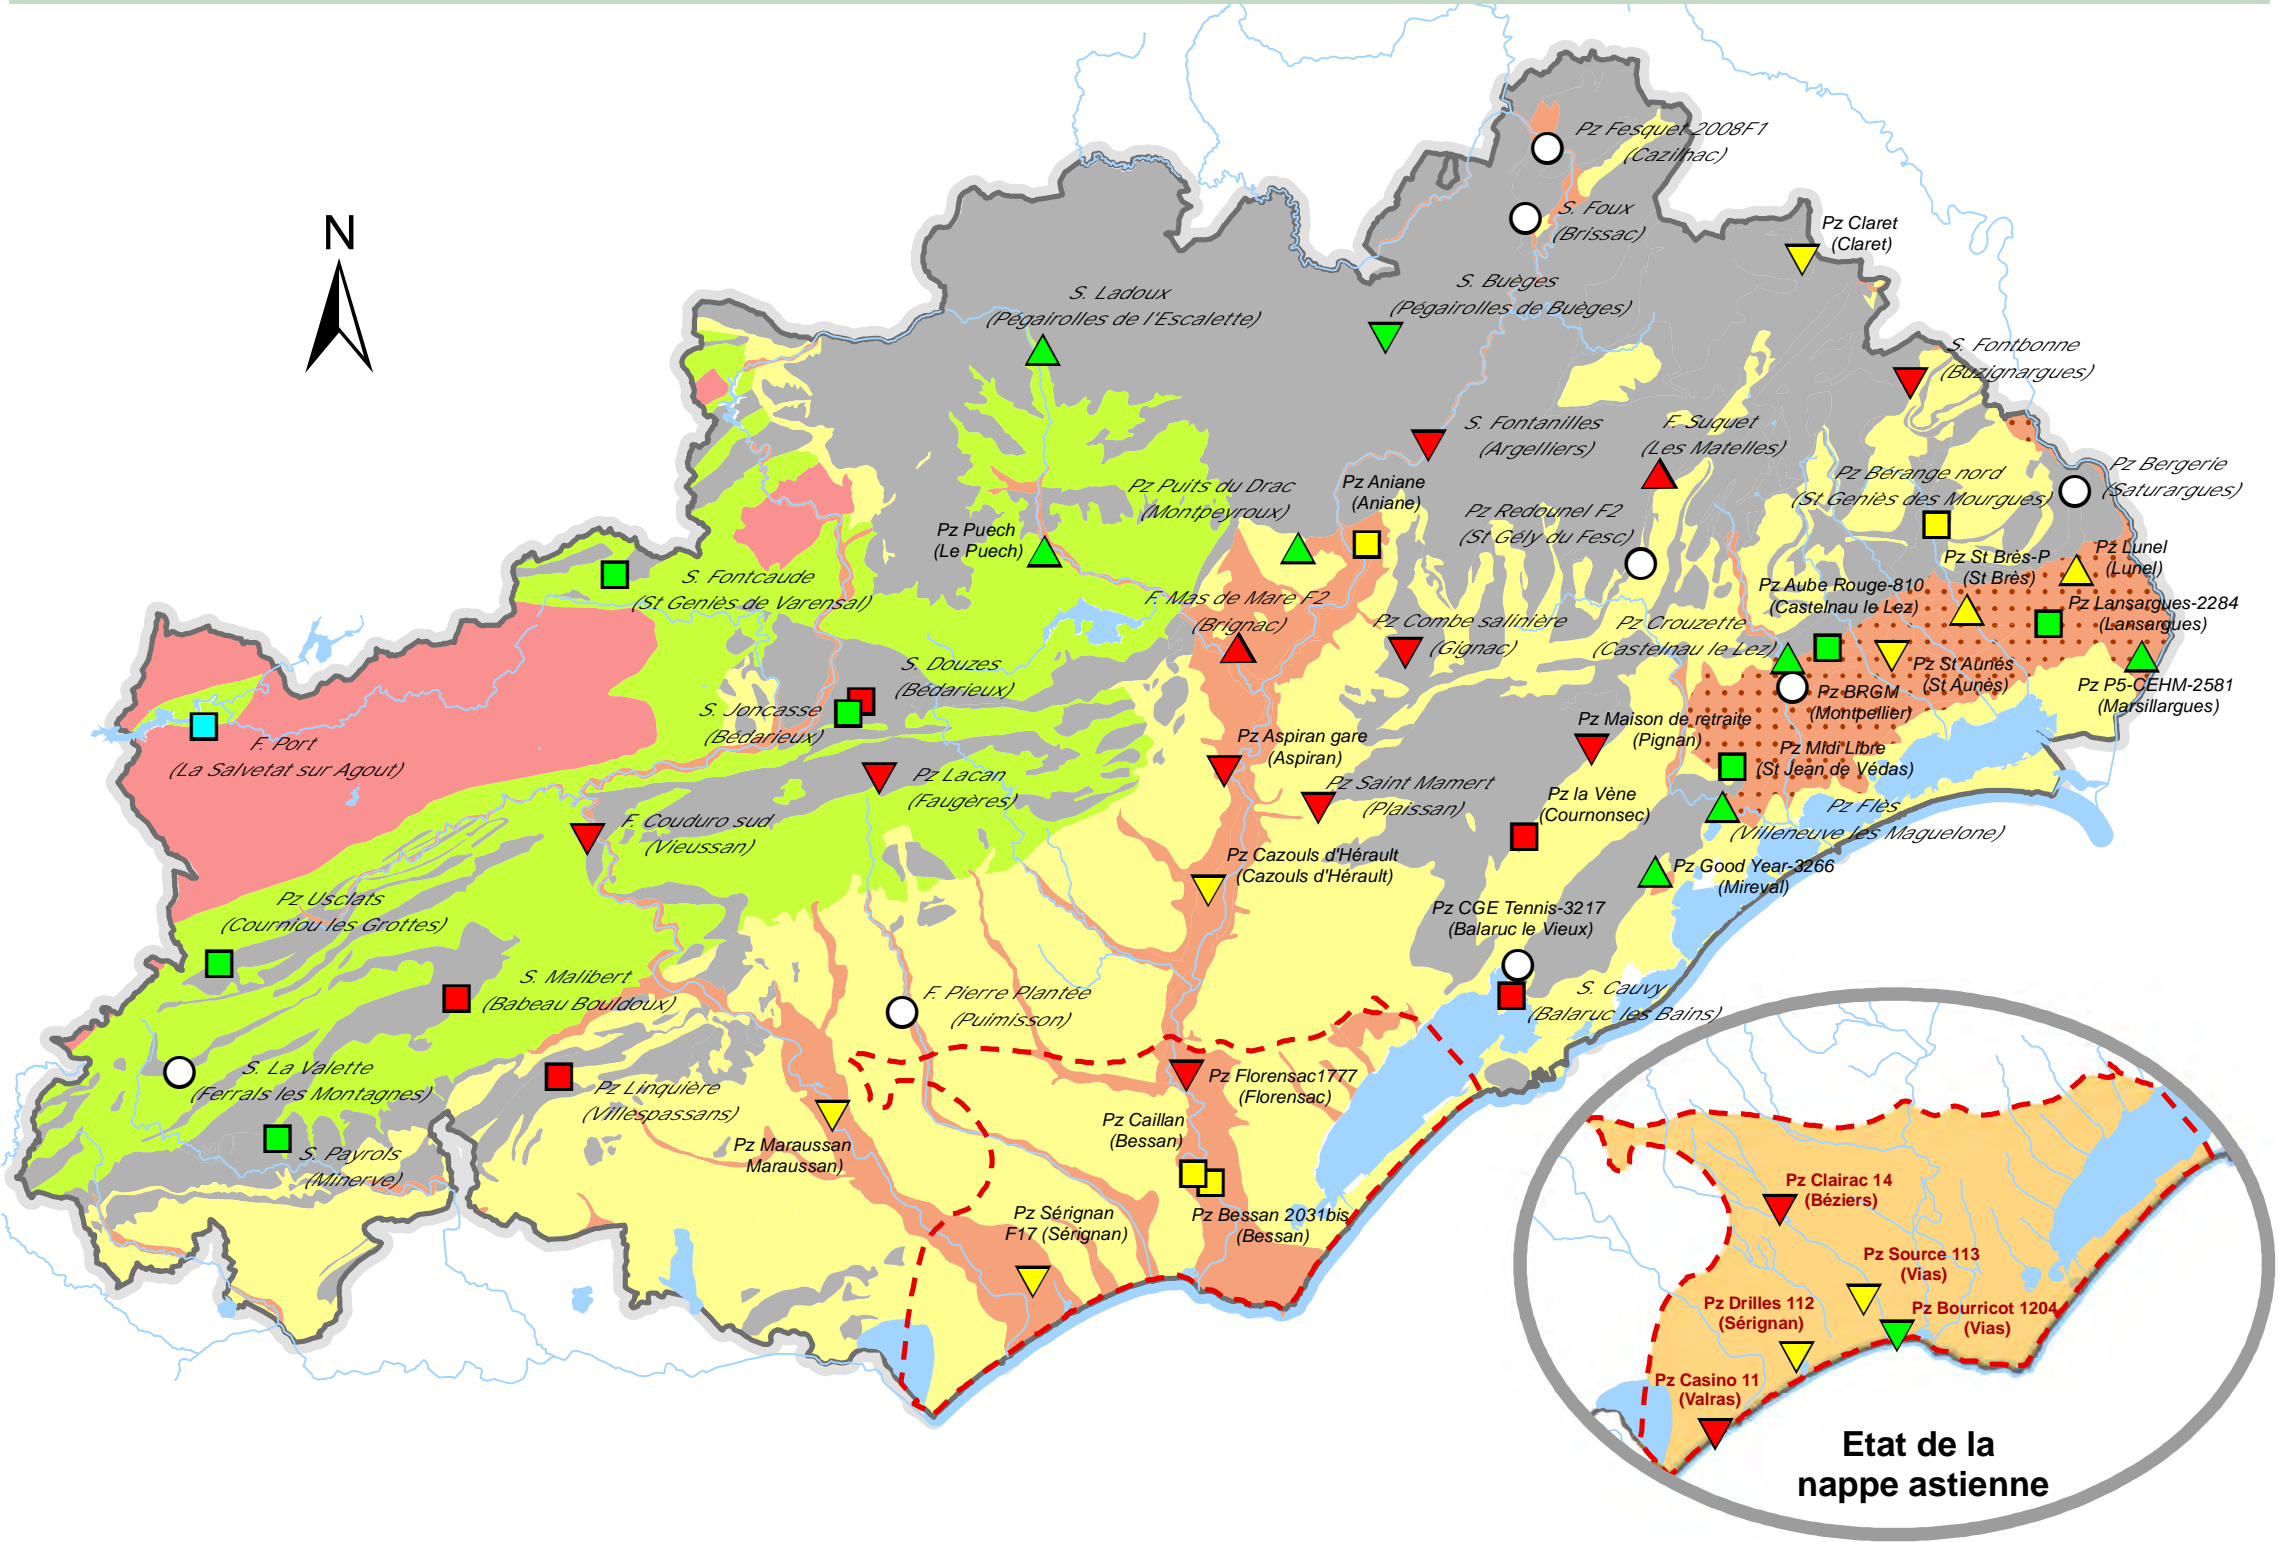 N
Pz Fesquet 2008F1
(Cazilhac)
S. Foux
(Brissac)
Pz Claret
(Claret)
S. Buèges
(Pégairolles de Buèges)
S. Ladoux
(Pégairolles de l'Escalette)
S. Fontbonne
(Buzignargues)
S. Fontanilles
(Argelliers)
F. Suquet
(Les Matelles)
Pz Bérange nord
(St Geniès des Mourgues)
Pz Bergerie
(Saturargues)
Pz Puits du Drac
(Montpeyroux)
Pz Aniane
(Aniane)
Pz Redounel F2
(St Gély du Fesc)
Pz Puech
(Le Puech)
Pz St Brès-P
(St Brès)
Pz Lunel
(Lunel)
S. Fontcaude
(St Geniès de Varensal)
Pz Aube Rouge-810
(Castelnau le Lez)
Pz Lansargues-2284
(Lansargues)
F. Mas de Mare F2
(Brignac)
Pz Combe salinière
(Gignac)
Pz Crouzette
(Castelnau le Lez)
S. Douzes
(Bédarieux)
Pz St Aunés
(St Aunès)
Pz P5-CEHM-2581
(Marsillargues)
Pz BRGM
(Montpellier)
S. Joncasse
(Bédarieux)
F. Port
(La Salvetat sur Agout)
Pz Maison de retraite
(Pignan)
Pz Aspiran gare
(Aspiran)
Pz Midi Libre
(St Jean de Védas)
Pz Lacan
(Faugères)
Pz Saint Mamert
(Plaissan)
Pz la Vène
(Cournonsec)
Pz Flès
(Villeneuve les Maguelone)
F. Couduro sud
(Vieussan)
Pz Cazouls d'Hérault
(Cazouls d'Hérault)
Pz Good Year-3266
(Mireval)
Pz Usclats
(Courniou les Grottes)
Pz CGE Tennis-3217
(Balaruc le Vieux)
S. Malibert
(Babeau Bouldoux)
F. Pierre Plantée
(Puimisson)
S. Cauvy
(Balaruc les Bains)
S. La Valette
(Ferrals les Montagnes)
Pz Linquière
(Villespassans)
Pz Florensac1777
(Florensac)
Pz Caillan
(Bessan)
Pz Maraussan
Maraussan)
S. Payrols
(Minerve)
Pz Sérignan
F17 (Sérignan)
Pz Bessan 2031bis
(Bessan)
Pz Clairac 14
(Béziers)
Pz Source 113
(Vias)
Pz Drilles 112
(Sérignan)
Pz Bourricot 1204
(Vias)
Pz Casino 11
(Valras)
Etat de la
nappe astienne